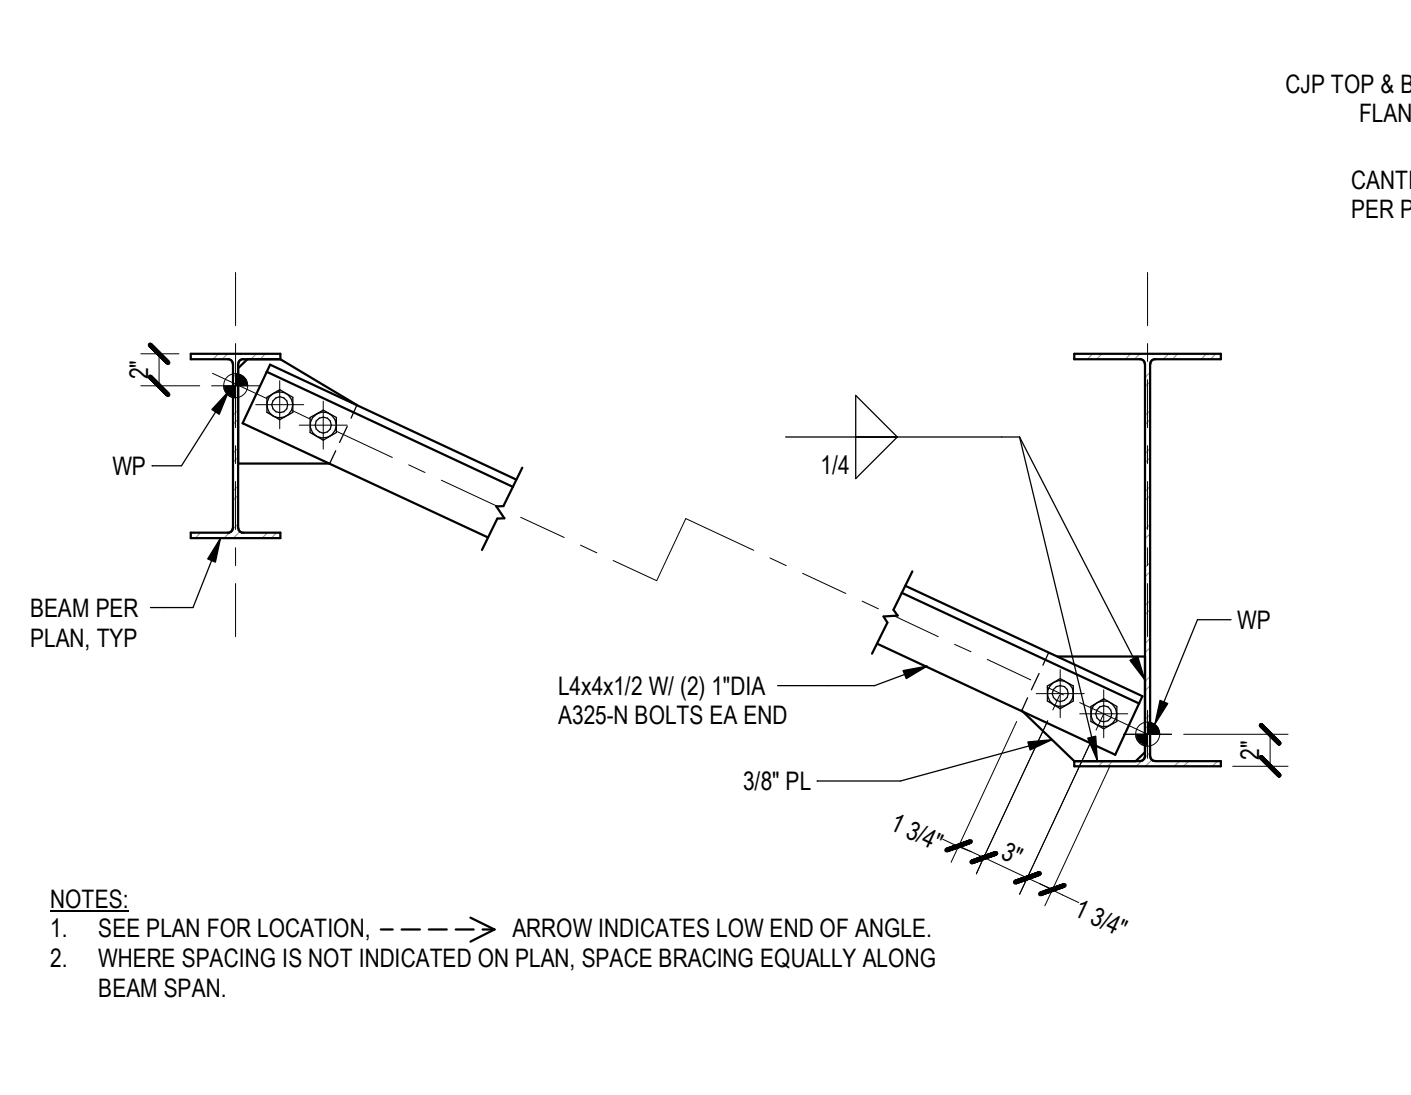 CJP TOP & B
FLAN
CANTI
PER P
2"
WP
1/4
BEAM PER
PLAN, TYP
WP
L4x4x1/2 W/ (2) 1"DIA
A325-N BOLTS EA END
2"
3/8" PL
1 3/4"
3"
1 3/4"
NOTES:
1. SEE PLAN FOR LOCATION, ARROW INDICATES LOW END OF ANGLE.
2. WHERE SPACING IS NOT INDICATED ON PLAN, SPACE BRACING EQUALLY ALONG
BEAM SPAN.